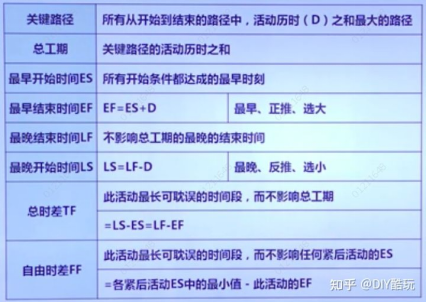 关键路径 所有从开始到结束的路径中，活动历时（D）之和最大的路径
总工期 关键路径的活动历时之和
最早开始时间ES 所有开始条件都达成的最早时刻
最早结束时间EF EF=ES+D 最早、正推、选大
最晚结束时间LF 不影响总工期的最晚的结束时间
最晚开始时间LS LS=LF-D 最晚、反推、选小
总时差TF 此活动最长可耽误的时间段，而不影响总工期
=LS-ES=LF-EF
自由时差FF 此活动最长可耽误的时间段，而不影响任何紧后活动的ES
=各紧后活动ES中的最小值 - 此活动的EF
知乎 @DIY酷玩